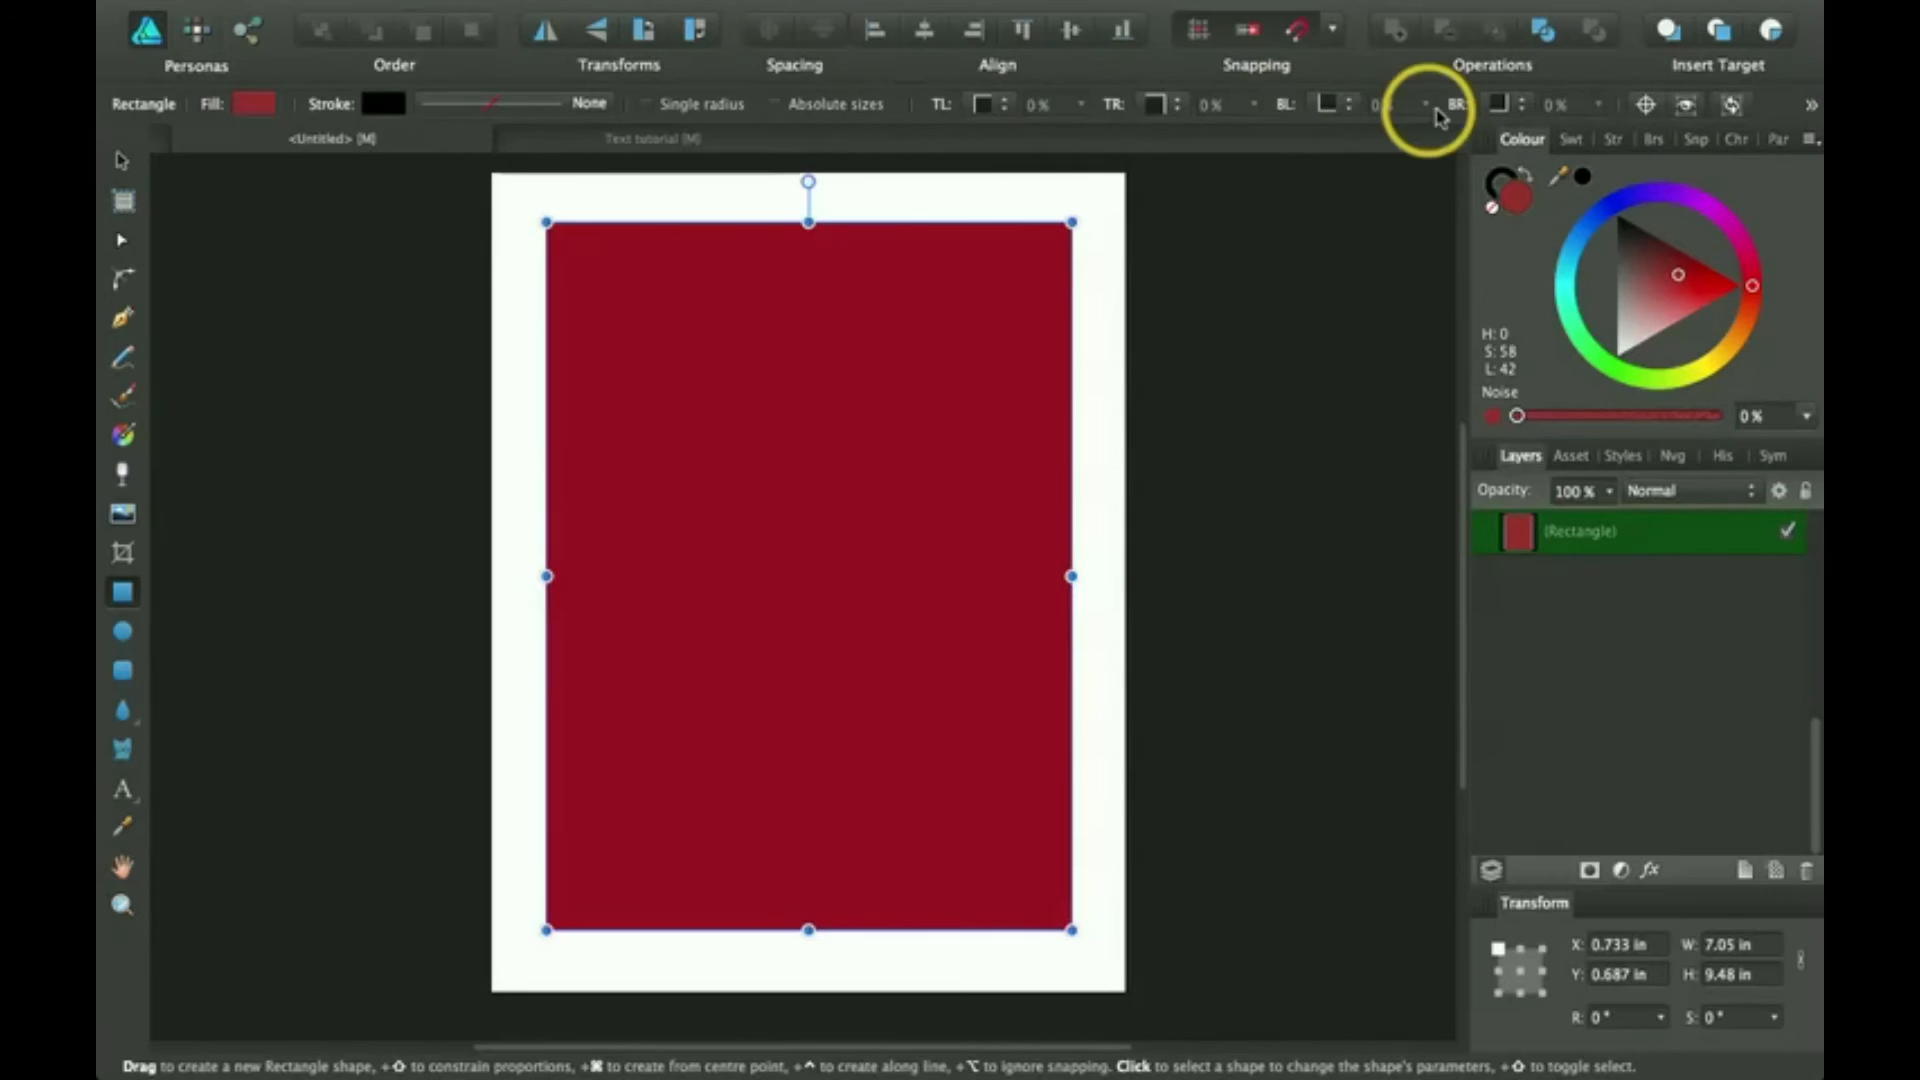 Personas Order Transforms Spacing Align Snapping Operations Insert Target
Rectangle Fill: Stroke: None Single radius Absolute sizes TL: 0 % TR: 0 % BL: BR: 0 %
<Untitled> [M] Text tutorial [M]
Colour Swt Str Brs Snp Chr Par
H: 0
S: 58
L: 42
Noise
0 %
Layers Asset Styles Nvg His Sym
Opacity: 100 % Normal
(Rectangle)
fx
Transform
X: 0.733 in W: 7.05 in
Y: 0.687 in H: 9.48 in
R: 0 ° S: 0 °
Drag to create a new Rectangle shape, +⇧ to constrain proportions, +⌘ to create from centre point, +^ to create along line, +⌥ to ignore snapping. Click to select a shape to change the shape's parameters, +⇧ to toggle select.